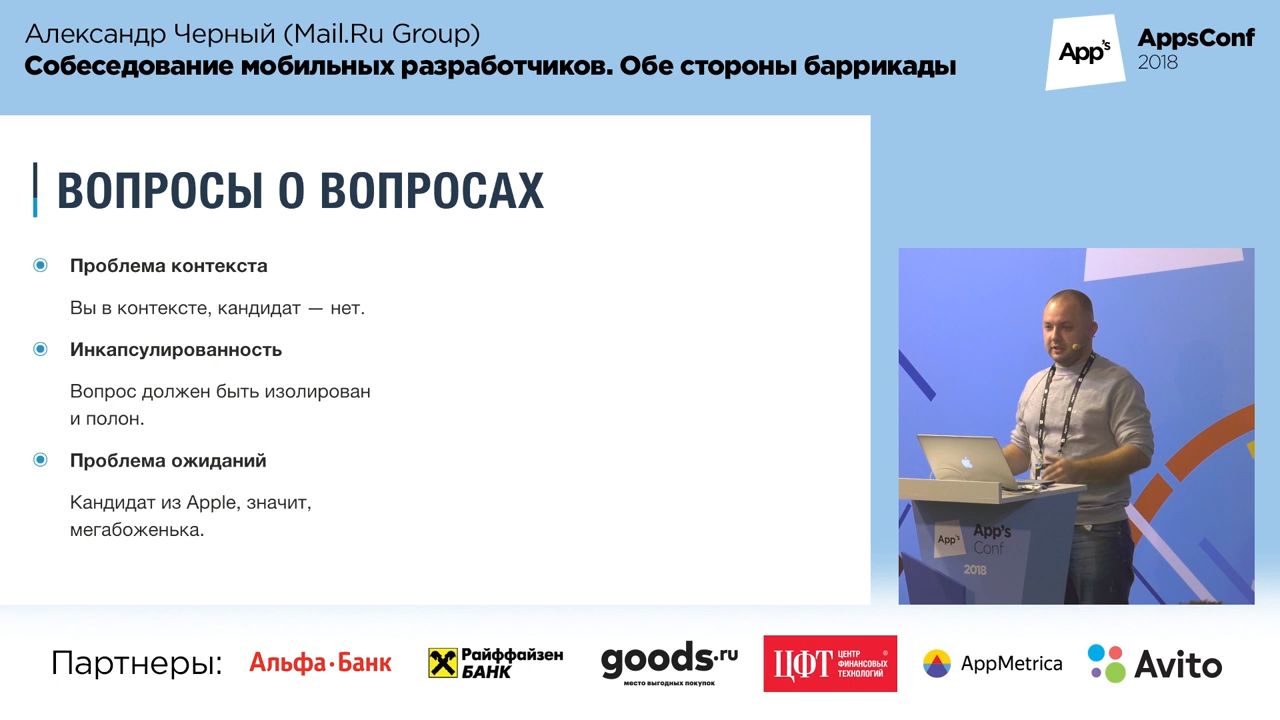 Александр Черный (Mail.Ru Group)
Собеседование мобильных разработчиков. Обе стороны баррикады
App's
AppsConf
2018
ВОПРОСЫ О ВОПРОСАХ
Проблема контекста
Вы в контексте, кандидат — нет.
Инкапсулированность
Вопрос должен быть изолирован
и полон.
Проблема ожиданий
Кандидат из Apple, значит,
мегабоженька.
App's
App's
Conf
2018
Партнеры:
Альфа·Банк
Райффайзен
БАНК
goods.ru
место выгодных покупок
ЦФТ
ЦЕНТР
ФИНАНСОВЫХ
ТЕХНОЛОГИЙ
®
AppMetrica
Avito